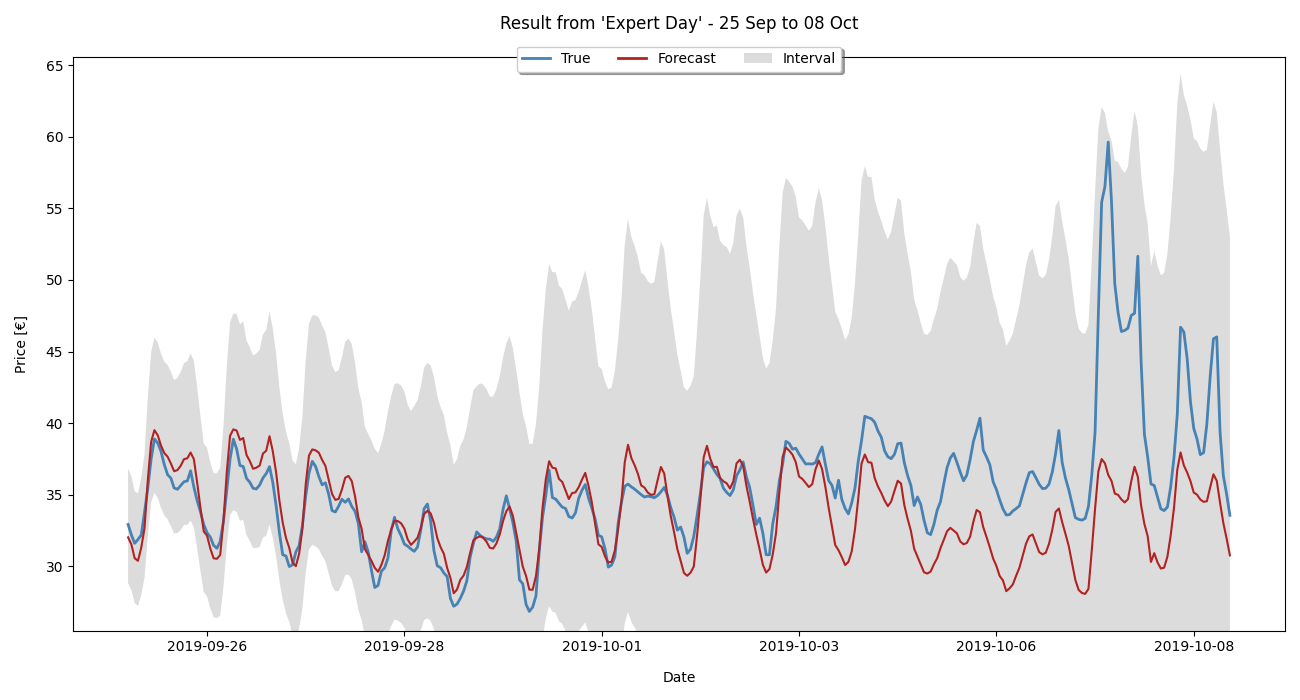 Result from 'Expert Day' - 25 Sep to 08 Oct
True Forecast Interval
65
60
55
50
45
40
35
30
Price [€]
2019-09-26 2019-09-28 2019-10-01 2019-10-03 2019-10-06 2019-10-08
Date